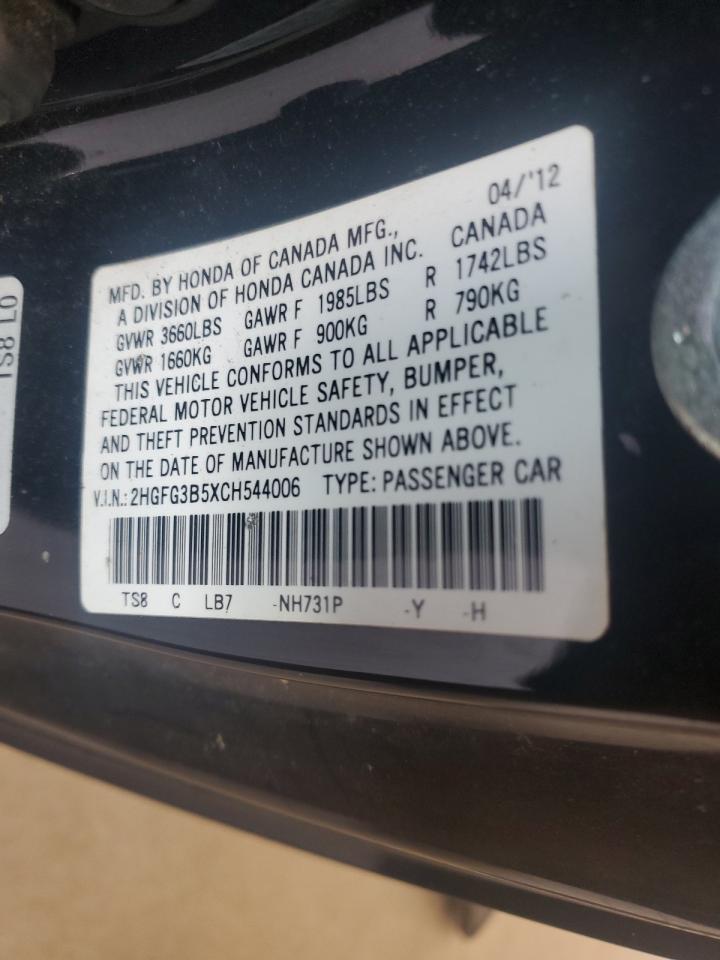 04/'12
MFD. BY HONDA OF CANADA MFG.,
A DIVISION OF HONDA CANADA INC. CANADA
GVWR 3660LBS GAWR F 1985LBS R 1742LBS
GVWR 1660KG GAWR F 900KG R 790KG
THIS VEHICLE CONFORMS TO ALL APPLICABLE
FEDERAL MOTOR VEHICLE SAFETY, BUMPER,
AND THEFT PREVENTION STANDARDS IN EFFECT
ON THE DATE OF MANUFACTURE SHOWN ABOVE.
V.I.N.: 2HGFG3B5XCH544006 TYPE: PASSENGER CAR
TS8 C LB7 -NH731P -Y -H
TS8 L0